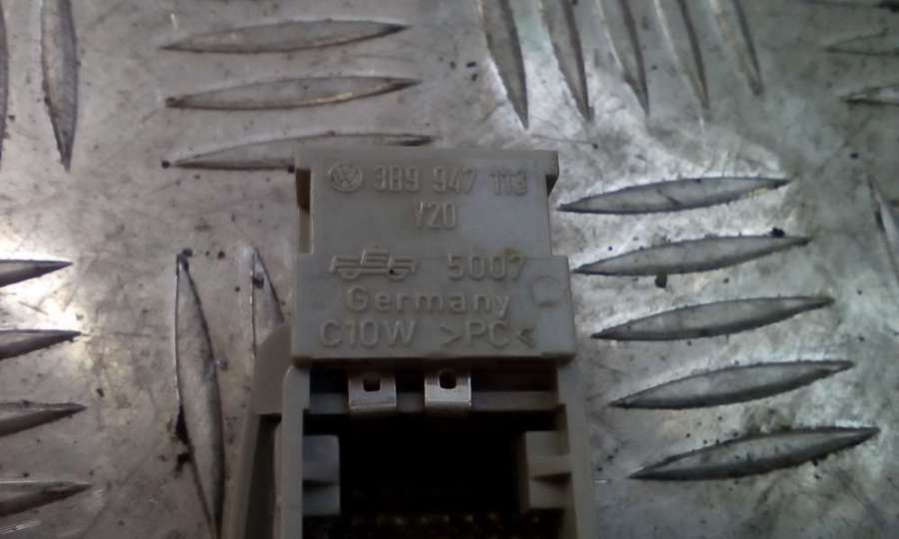 3B9 947 113
Y20
5007
Germany
C10W >PC<